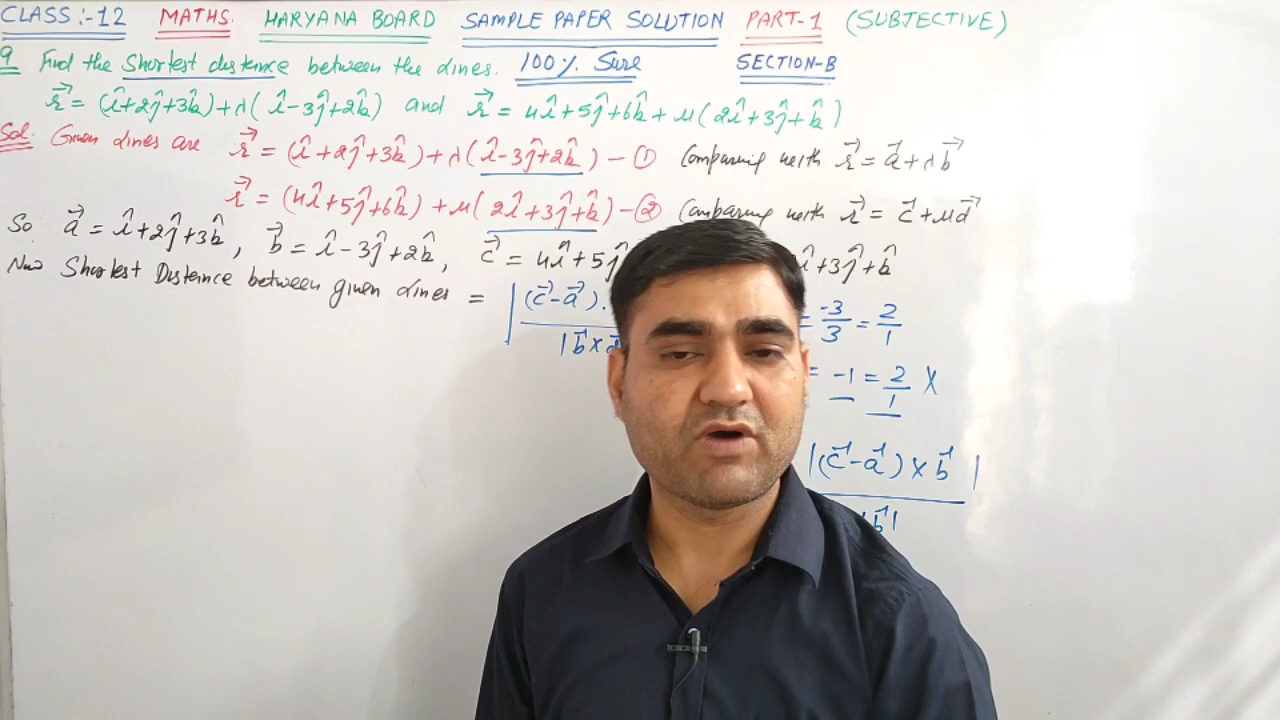 CLASS :- 12 MATHS. HARYANA BOARD SAMPLE PAPER SOLUTION PART-1 (SUBJECTIVE)
Q Find the Shortest distance between the lines. 100% Sure SECTION-B
r⃗ = (î+2ĵ+3k̂)+λ(î-3ĵ+2k̂) and r⃗ = 4î+5ĵ+6k̂+μ(2î+3ĵ+k̂)
Sol. Given lines are r⃗ = (î+2ĵ+3k̂)+λ(î-3ĵ+2k̂) - ① Comparing with r⃗ = a⃗+λb⃗
r⃗ = (4î+5ĵ+6k̂)+μ(2î+3ĵ+k̂) - ② Comparing with r⃗ = c⃗+μd⃗
So a⃗ = î+2ĵ+3k̂, b⃗ = î-3ĵ+2k̂, c⃗ = 4î+5ĵ î+3ĵ+k̂
Now Shortest Distance between given lines = |(c⃗-a⃗). / |b⃗×d⃗ = -3/3 = 2/1
= -1 = 2/1 X
|(c⃗-a⃗)×b⃗| / |b⃗|